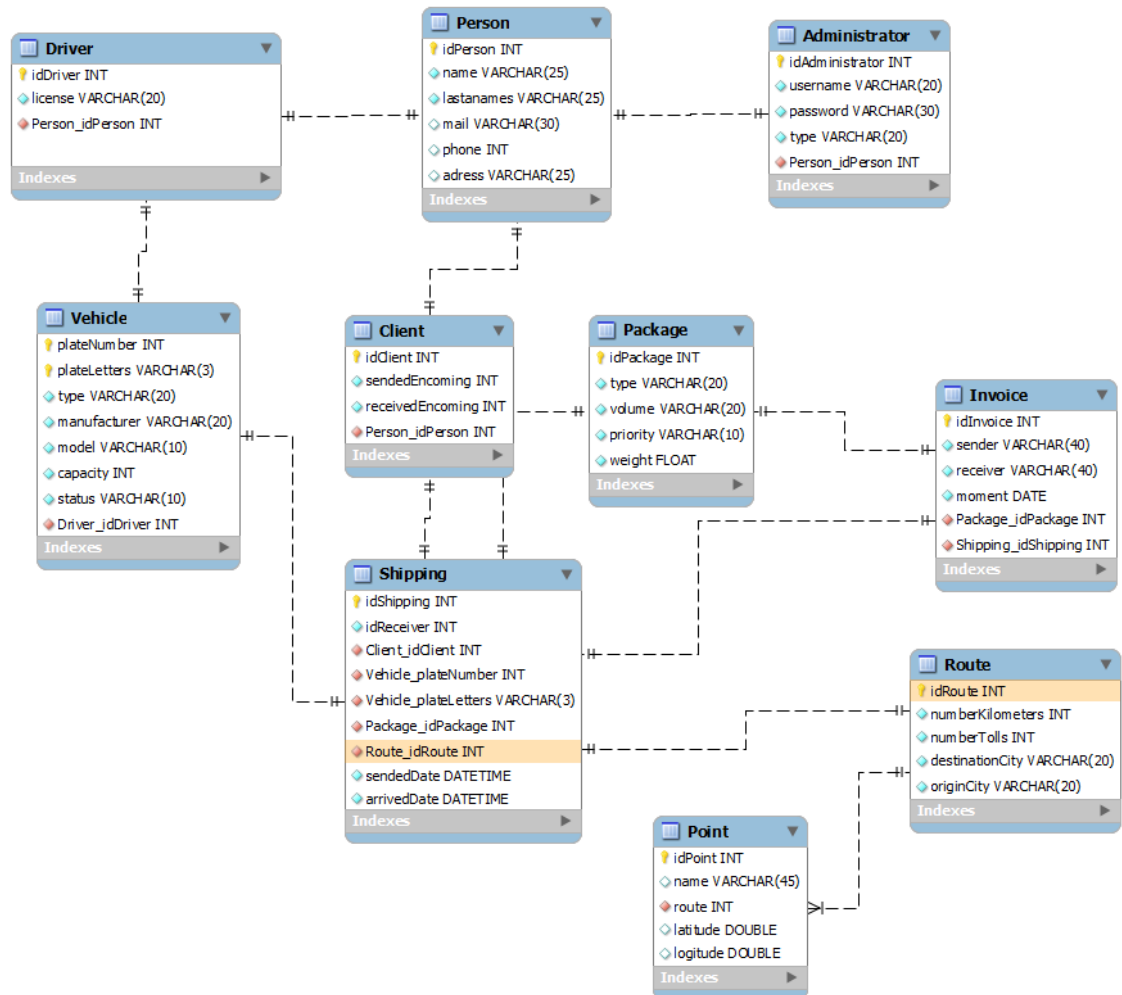 Driver
idDriver INT
license VARCHAR(20)
Person_idPerson INT
Indexes
Person
idPerson INT
name VARCHAR(25)
lastanames VARCHAR(25)
mail VARCHAR(30)
phone INT
adress VARCHAR(25)
Indexes
Administrator
idAdministrator INT
username VARCHAR(20)
password VARCHAR(30)
type VARCHAR(20)
Person_idPerson INT
Indexes
Vehicle
plateNumber INT
plateLetters VARCHAR(3)
type VARCHAR(20)
manufacturer VARCHAR(20)
model VARCHAR(10)
capacity INT
status VARCHAR(10)
Driver_idDriver INT
Indexes
Client
idClient INT
sendedEncoming INT
receivedEncoming INT
Person_idPerson INT
Indexes
Package
idPackage INT
type VARCHAR(20)
volume VARCHAR(20)
priority VARCHAR(10)
weight FLOAT
Indexes
Invoice
idInvoice INT
sender VARCHAR(40)
receiver VARCHAR(40)
moment DATE
Package_idPackage INT
Shipping_idShipping INT
Indexes
Shipping
idShipping INT
idReceiver INT
Client_idClient INT
Vehicle_plateNumber INT
Vehicle_plateLetters VARCHAR(3)
Package_idPackage INT
Route_idRoute INT
sendedDate DATETIME
arrivedDate DATETIME
Indexes
Route
idRoute INT
numberKilometers INT
numberTolls INT
destinationCity VARCHAR(20)
originCity VARCHAR(20)
Indexes
Point
idPoint INT
name VARCHAR(45)
route INT
latitude DOUBLE
logitude DOUBLE
Indexes